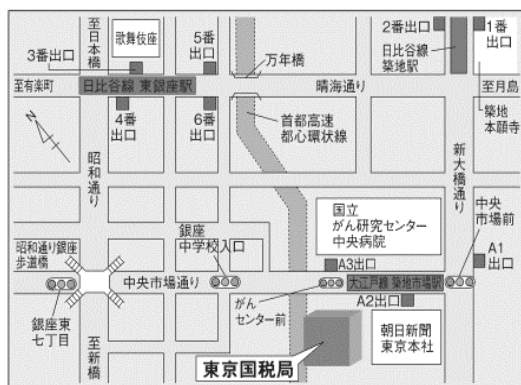 至日本橋
歌舞伎座
3番出口
5番
出口
万年橋
2番出口
1番
出口
日比谷線
築地駅
至有楽町
日比谷線 東銀座駅
晴海通り
至月島
4番
出口
6番
出口
首都高速
都心環状線
築地
本願寺
昭和通り
新大橋通り
国立
がん研究センター
中央病院
中央
市場前
昭和通り銀座
歩道橋
銀座
中学校入口
A3出口
A1
出口
中央市場通り
大江戸線 築地市場駅
がん
センター前
A2出口
銀座東
七丁目
至新橋
朝日新聞
東京本社
東京国税局